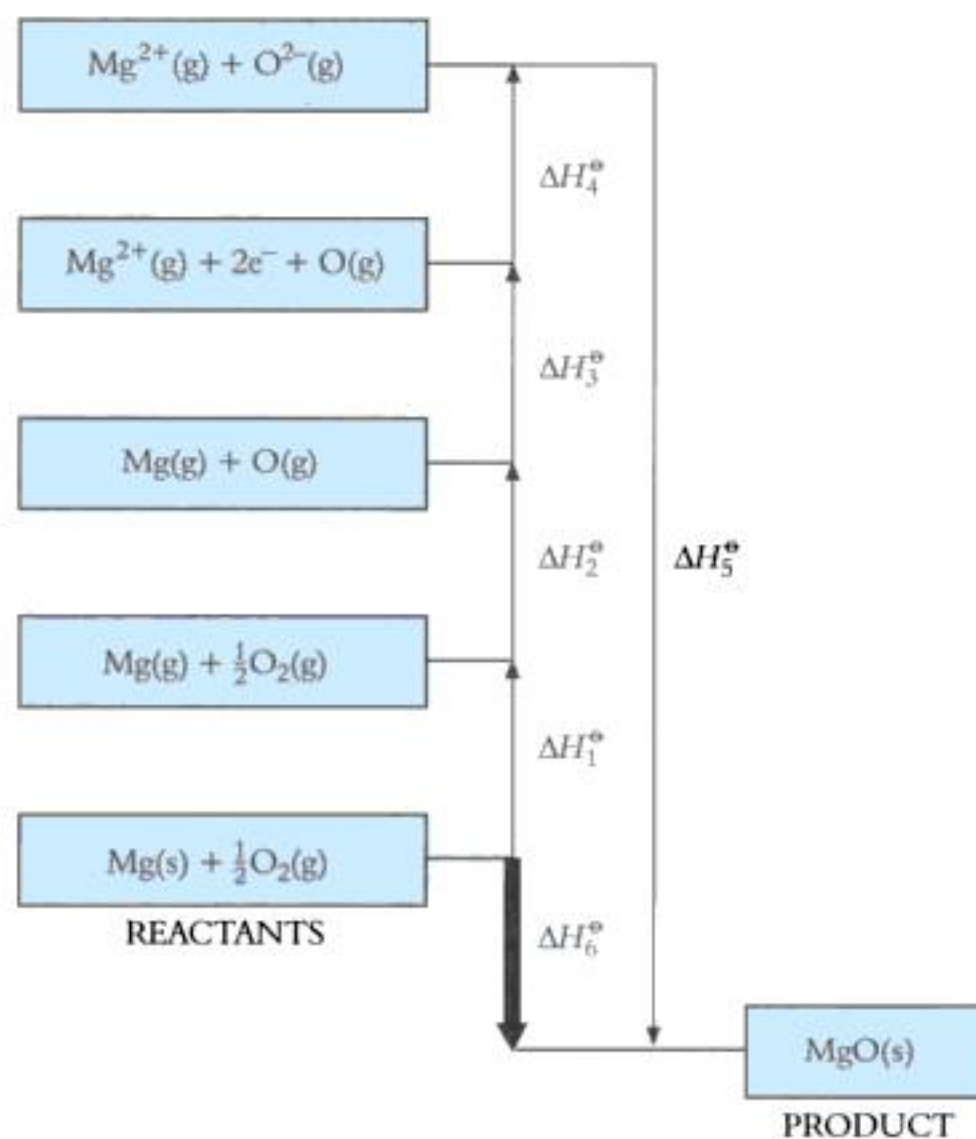 Mg²⁺(g) + O²⁻(g)
ΔH₄^⦵
Mg²⁺(g) + 2e⁻ + O(g)
ΔH₃^⦵
Mg(g) + O(g)
ΔH₂^⦵
ΔH₅^⦵
Mg(g) + ½O₂(g)
ΔH₁^⦵
Mg(s) + ½O₂(g)
REACTANTS
ΔH₆^⦵
MgO(s)
PRODUCT